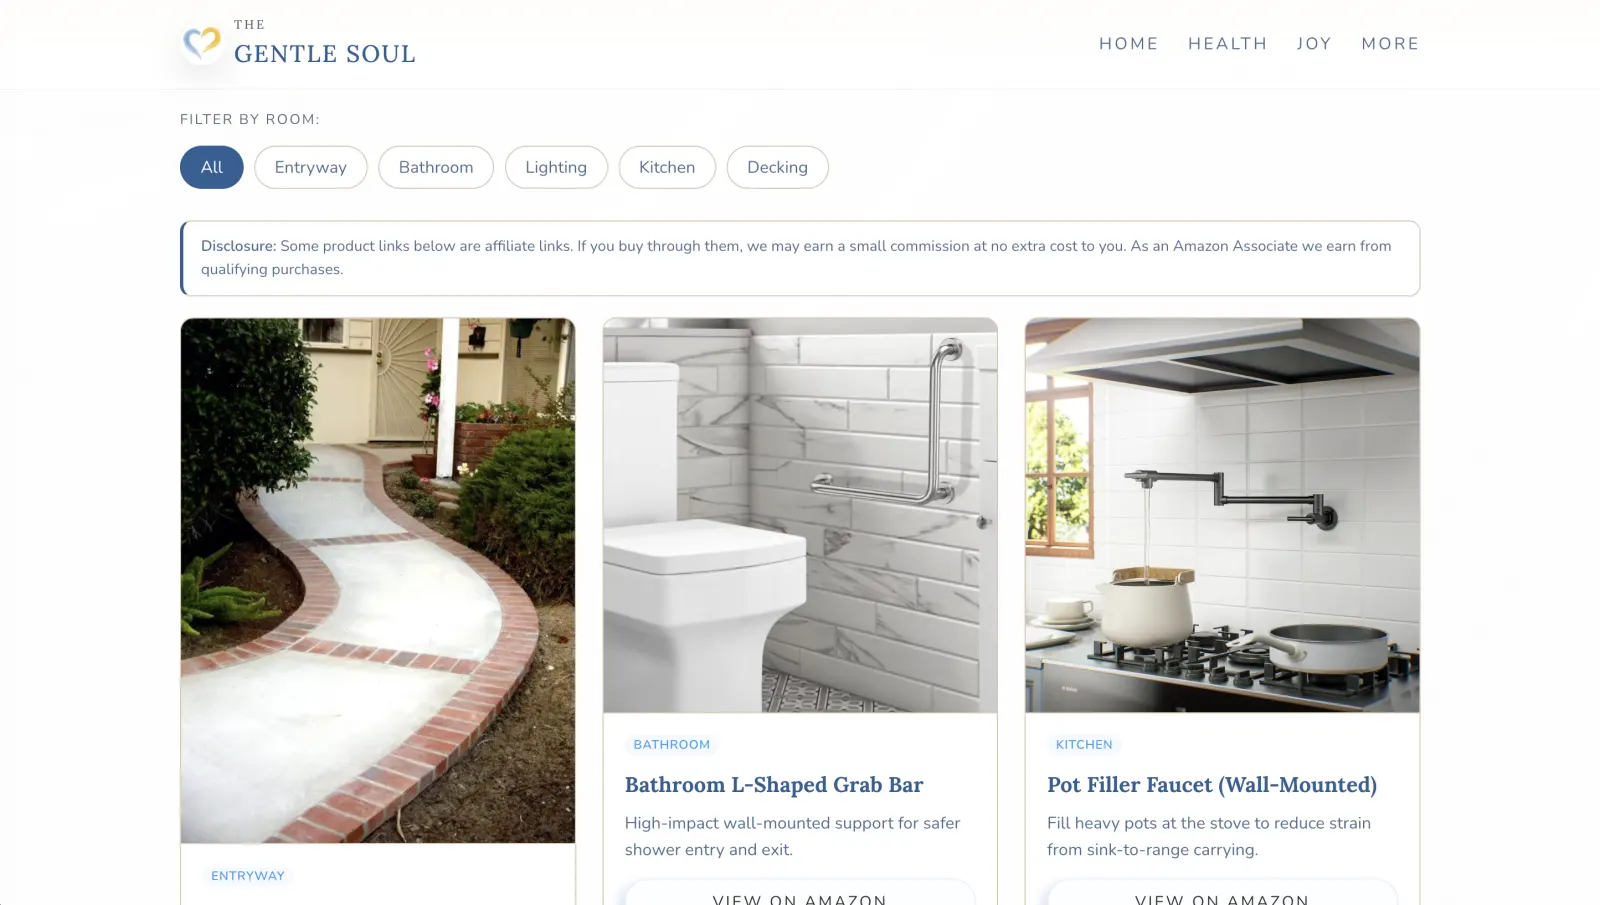 THE
GENTLE SOUL
HOME
HEALTH
JOY
MORE
FILTER BY ROOM:
All
Entryway
Bathroom
Lighting
Kitchen
Decking
Disclosure: Some product links below are affiliate links. If you buy through them, we may earn a small commission at no extra cost to you. As an Amazon Associate we earn from
qualifying purchases.
ENTRYWAY
BATHROOM
Bathroom L-Shaped Grab Bar
High-impact wall-mounted support for safer
shower entry and exit.
VIEW ON AMAZON
KITCHEN
Pot Filler Faucet (Wall-Mounted)
Fill heavy pots at the stove to reduce strain
from sink-to-range carrying.
VIEW ON AMAZON